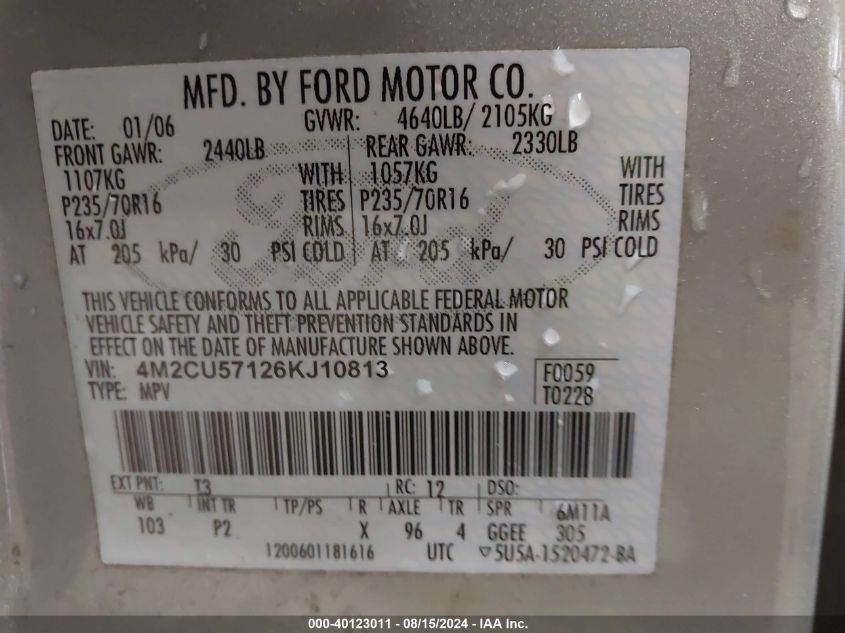 MFD. BY FORD MOTOR CO.
DATE: 01/06 GVWR: 4640LB/ 2105KG
FRONT GAWR: 2440LB REAR GAWR: 2330LB
1107KG WITH 1057KG WITH
P235/70R16 TIRES P235/70R16 TIRES
16x7.0J RIMS 16x7.0J RIMS
AT 205 kPa/ 30 PSI COLD AT 205 kPa/ 30 PSI COLD
Ford
THIS VEHICLE CONFORMS TO ALL APPLICABLE FEDERAL MOTOR
VEHICLE SAFETY AND THEFT PREVENTION STANDARDS IN
EFFECT ON THE DATE OF MANUFACTURE SHOWN ABOVE.
VIN: 4M2CU57126KJ10813 F0059
TYPE: MPV T0228
EXT PNT: T3 RC: 12 DSO:
WB INT TR TP/PS R AXLE TR SPR 6M11A
103 P2 X 96 4 GGEE 305
1200601181616 UTC ▽5U5A-1520472-BA
000-40123011 - 08/15/2024 - IAA Inc.